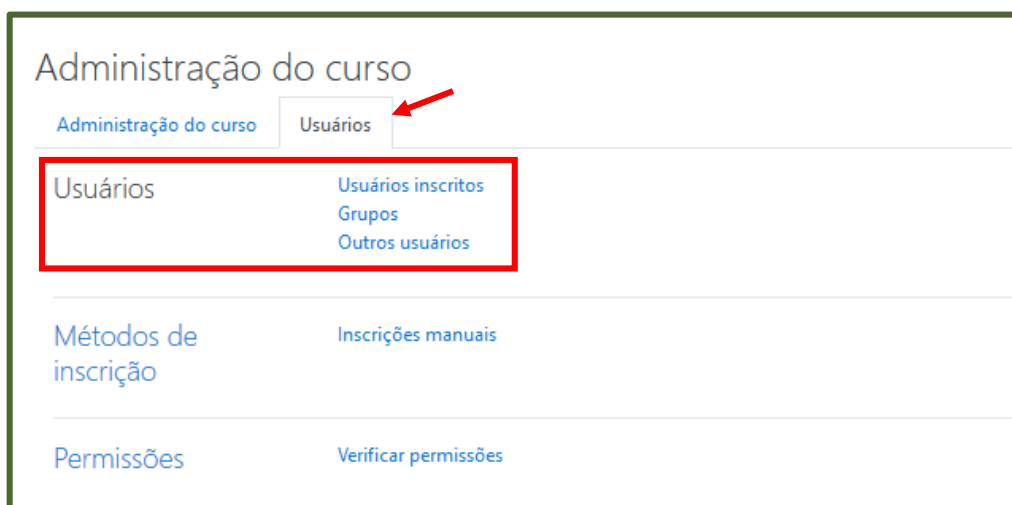 Administração do curso
Administração do curso Usuários
Usuários Usuários inscritos
Grupos
Outros usuários
Métodos de inscrição Inscrições manuais
Permissões Verificar permissões